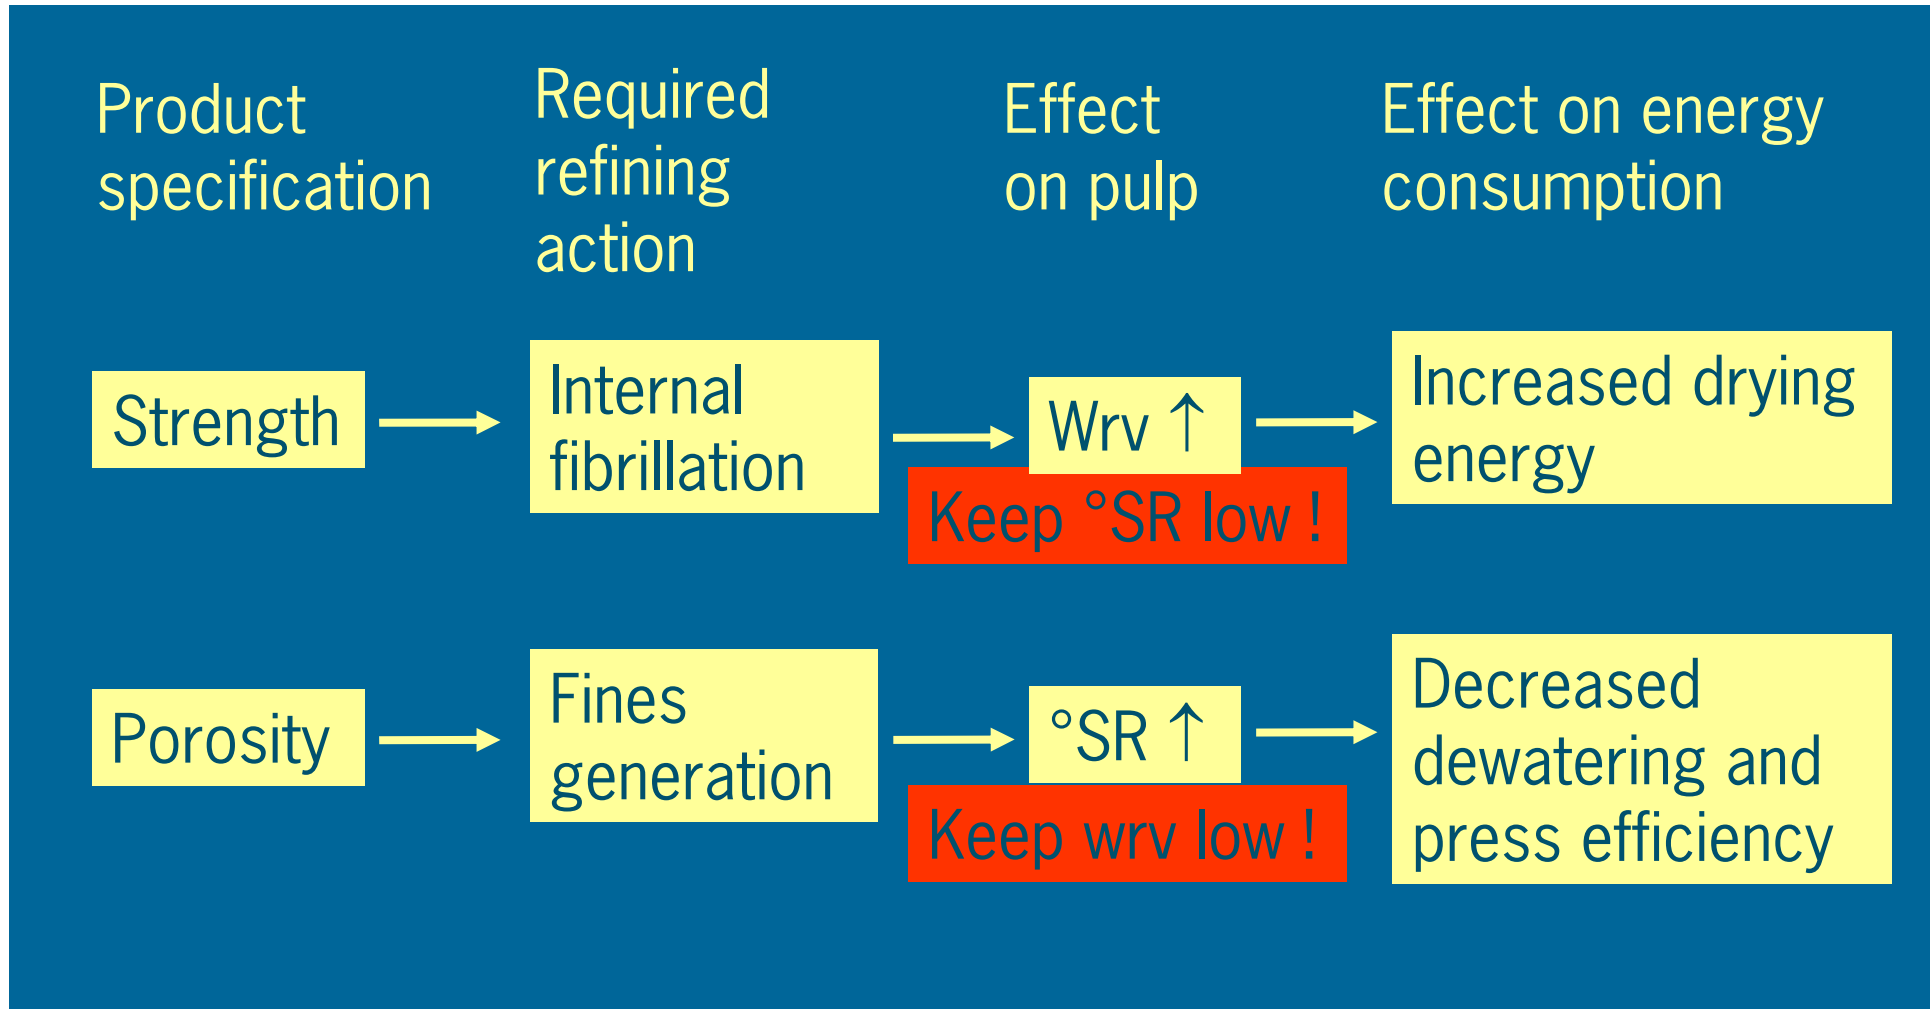 Product
specification
Required
refining
action
Effect
on pulp
Effect on energy
consumption
Strength
Internal
fibrillation
Wrv ↑
Keep °SR low !
Increased drying
energy
Porosity
Fines
generation
°SR ↑
Keep wrv low !
Decreased
dewatering and
press efficiency